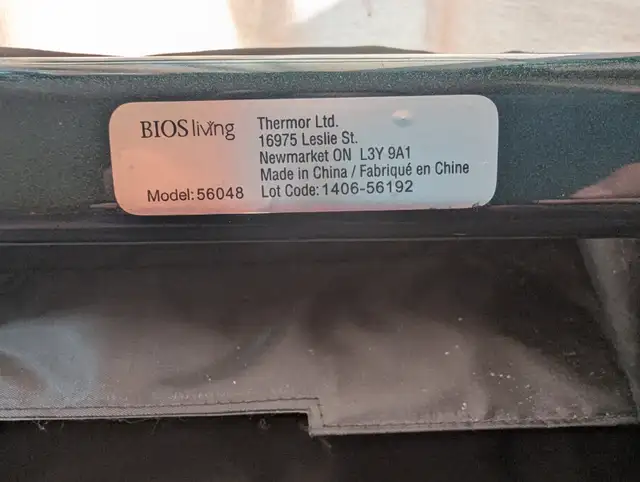 BIOS living
Thermor Ltd.
16975 Leslie St.
Newmarket ON L3Y 9A1
Made in China / Fabriqué en Chine
Model: 56048
Lot Code: 1406-56192